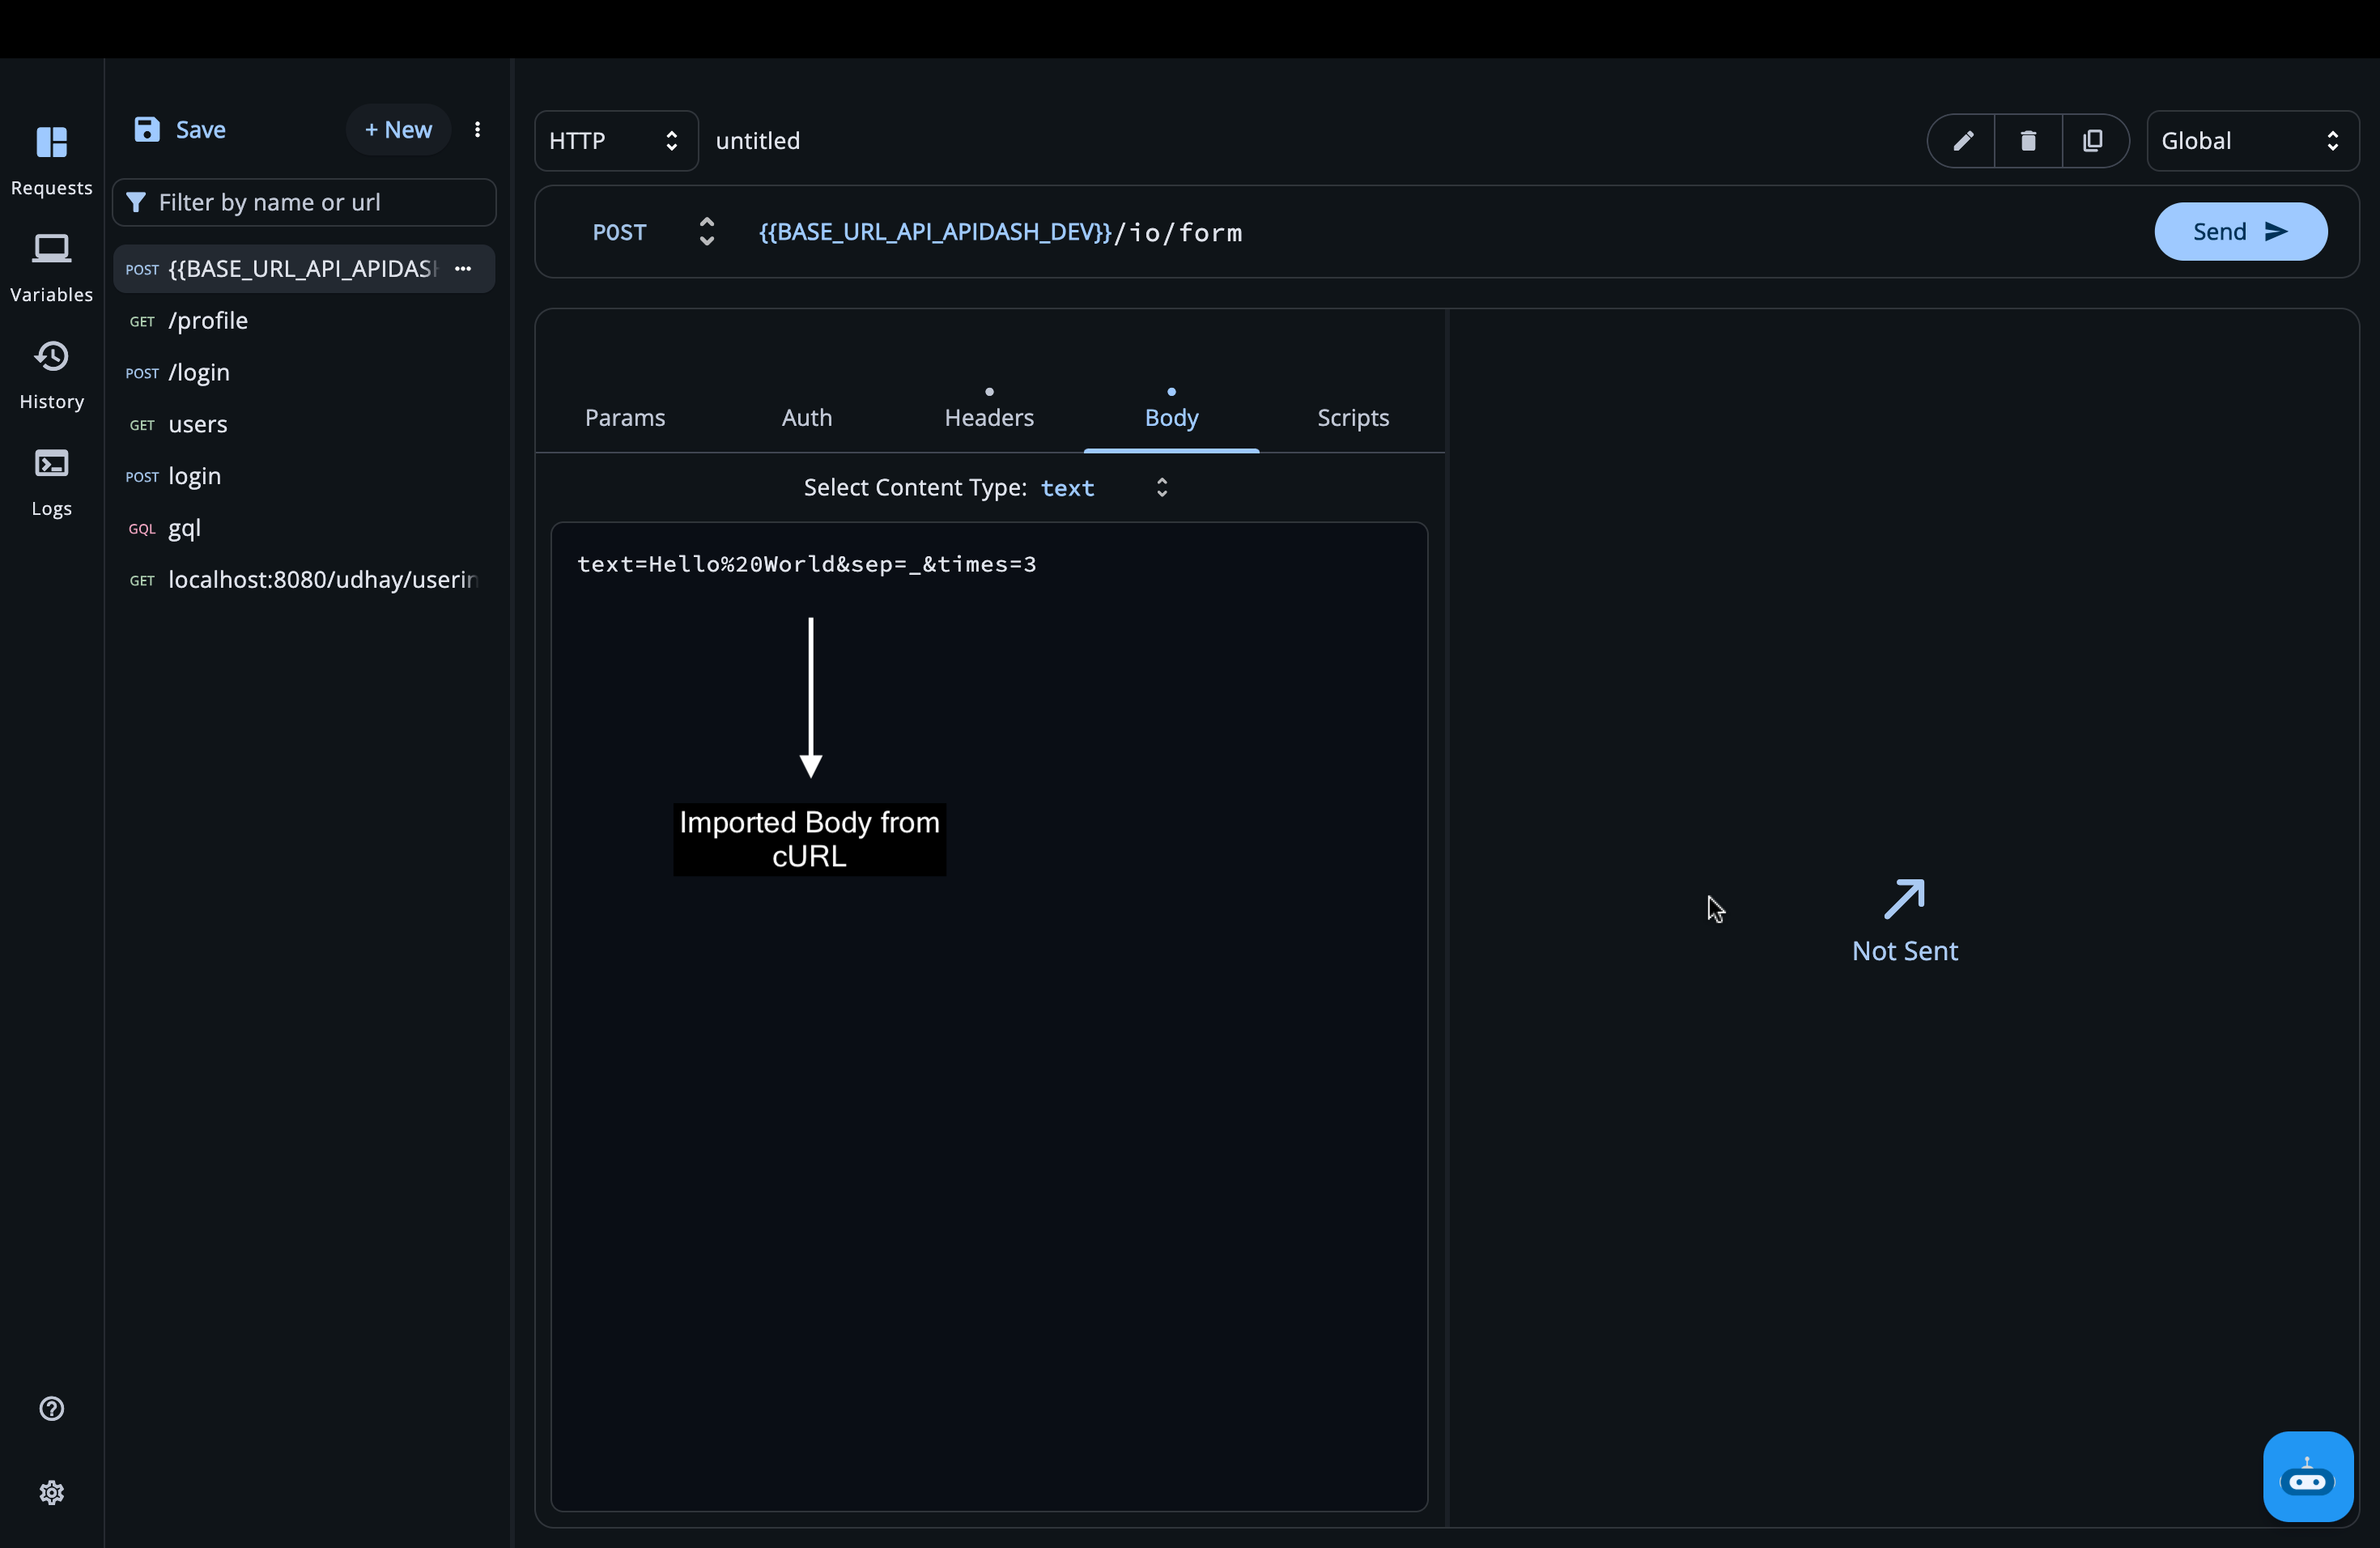 Requests
Variables
History
Logs
Save
+ New
Filter by name or url
POST {{BASE_URL_API_APIDASH
GET /profile
POST /login
GET users
POST login
GQL gql
GET localhost:8080/udhay/userin
HTTP
untitled
Global
POST
{{BASE_URL_API_APIDASH_DEV}}/io/form
Send
Params
Auth
Headers
Body
Scripts
Select Content Type: text
text=Hello%20World&sep=_&times=3
Imported Body from
cURL
Not Sent